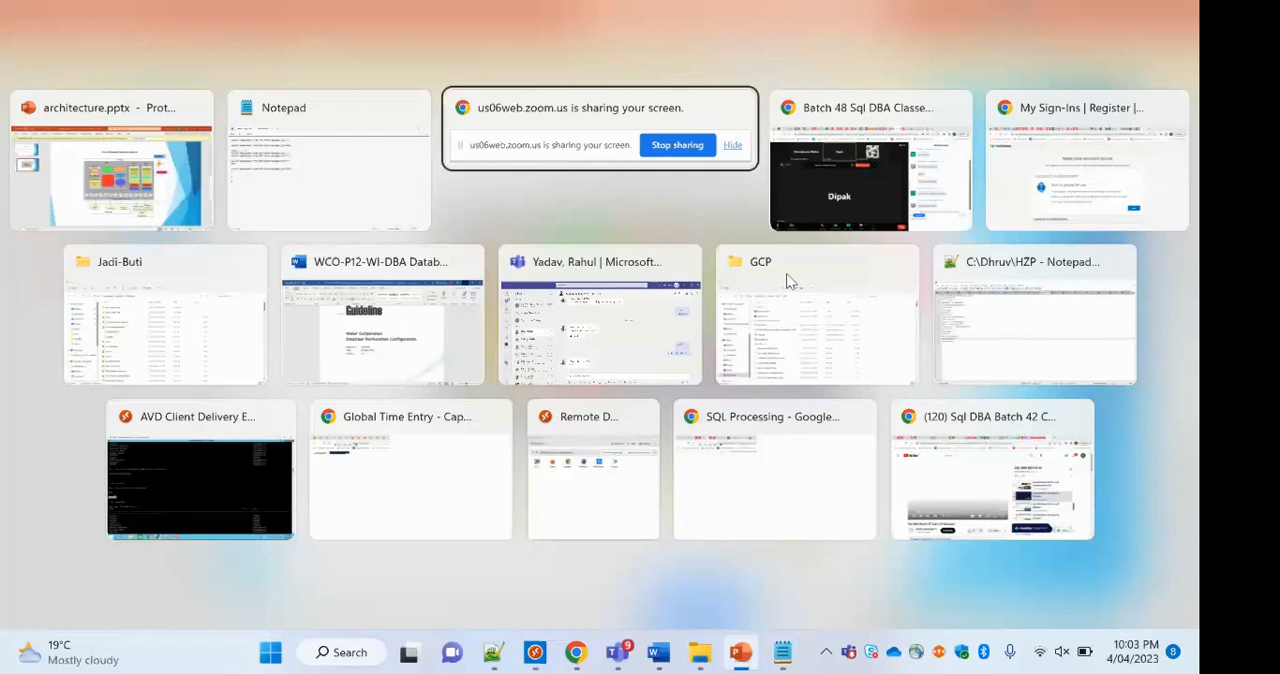 architecture.pptx - Prot...
Notepad
us06web.zoom.us is sharing your screen.
us06web.zoom.us is sharing your screen.
Stop sharing
Hide
Batch 48 Sql DBA Classe...
Dipak
My Sign-Ins | Register |...
Jadi-Buti
WCO-P12-WI-DBA Datab...
Guideline
Yadav, Rahul | Microsoft...
GCP
C:\Dhruv\HZP - Notepad...
AVD Client Delivery E...
Global Time Entry - Cap...
Remote D...
SQL Processing - Google...
(120) Sql DBA Batch 42 C...
19°C
Mostly cloudy
Search
9
10:03 PM
4/04/2023
8